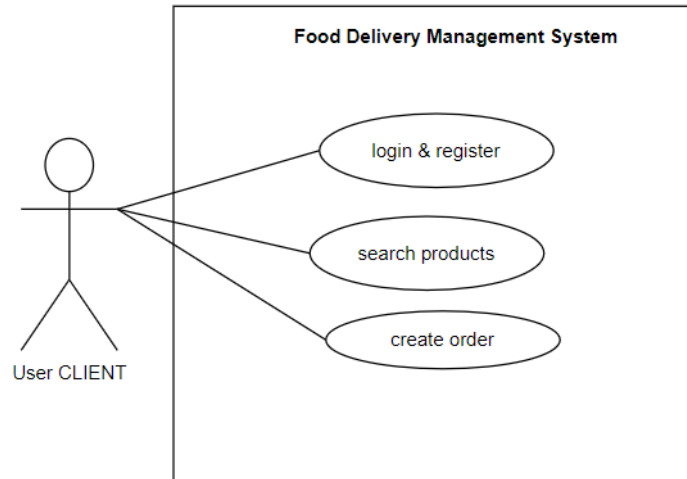 Food Delivery Management System
login & register
search products
create order
User CLIENT